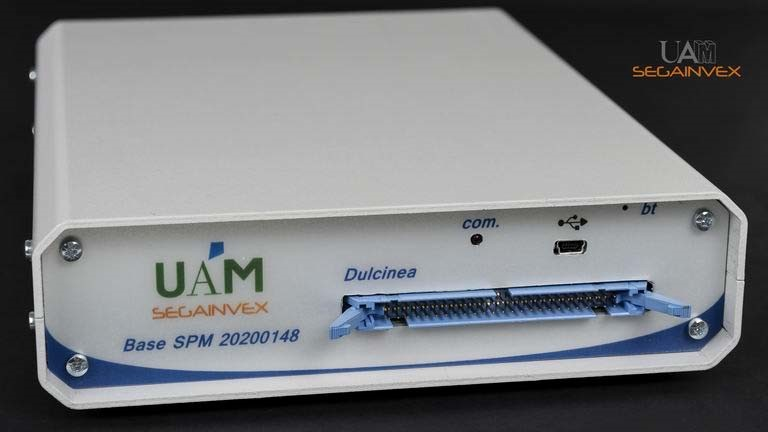 UAM
SEGAINVEX
com.
bt
Dulcinea
UAM
SEGAINVEX
Base SPM 20200148